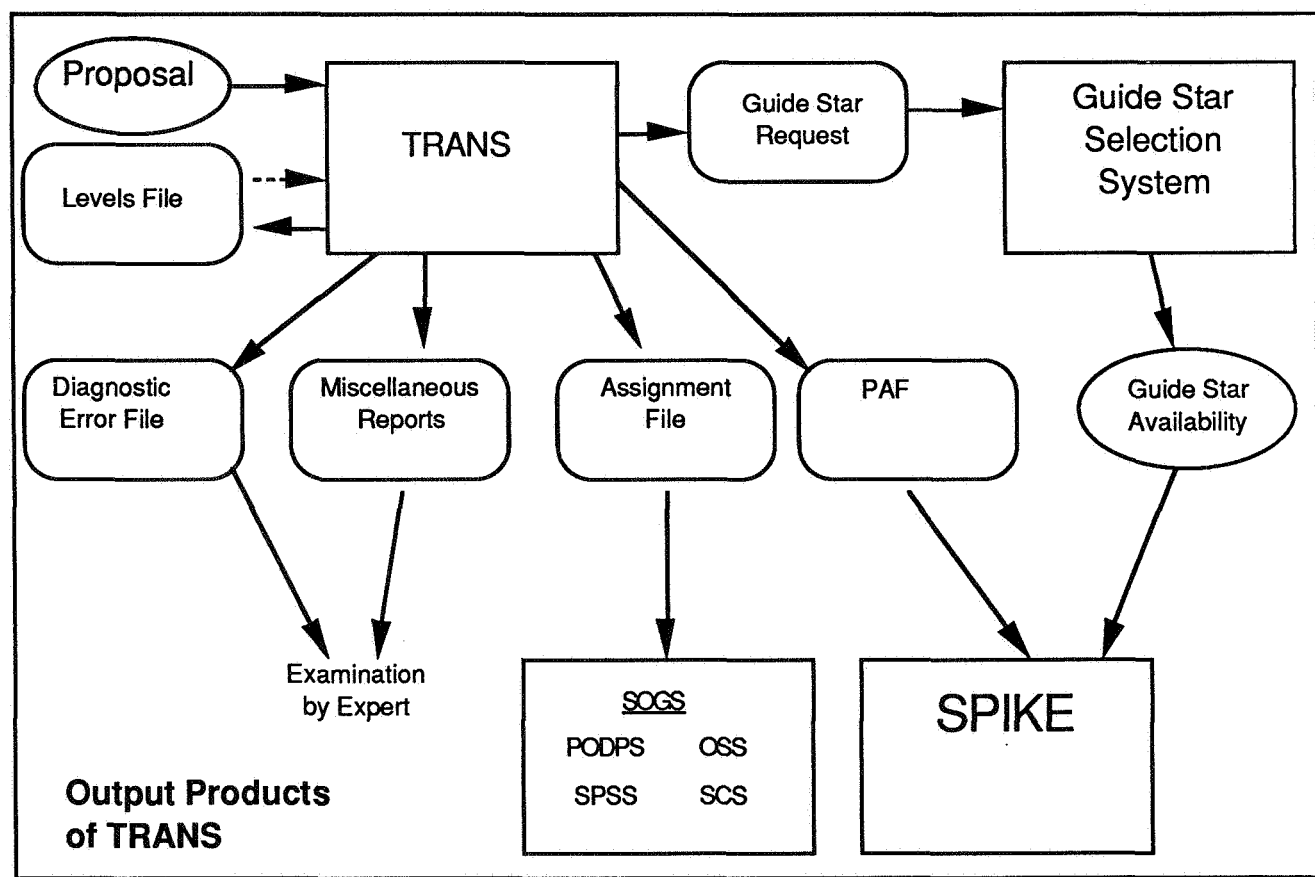 Proposal
TRANS
Guide Star
Request
Guide Star
Selection
System
Levels File
Diagnostic
Error File
Miscellaneous
Reports
Assignment
File
PAF
Guide Star
Availability
Examination
by Expert
SOGS
PODPS OSS
SPSS SCS
SPIKE
Output Products
of TRANS